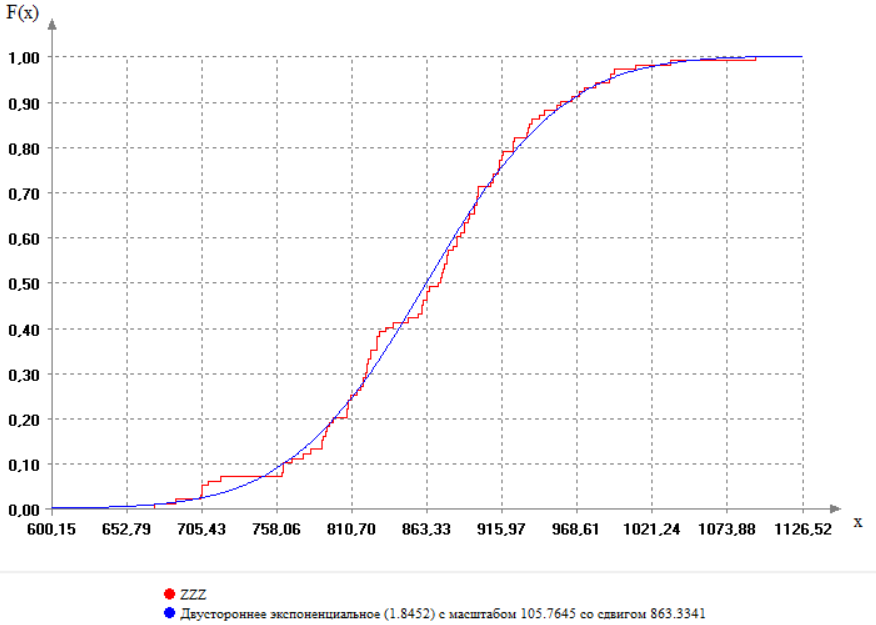 F(x)
1,00
0,90
0,80
0,70
0,60
0,50
0,40
0,30
0,20
0,10
0,00
600,15 652,79 705,43 758,06 810,70 863,33 915,97 968,61 1021,24 1073,88 1126,52
x
ZZZ
Двустороннее экспоненциальное (1.8452) с масштабом 105.7645 со сдвигом 863.3341